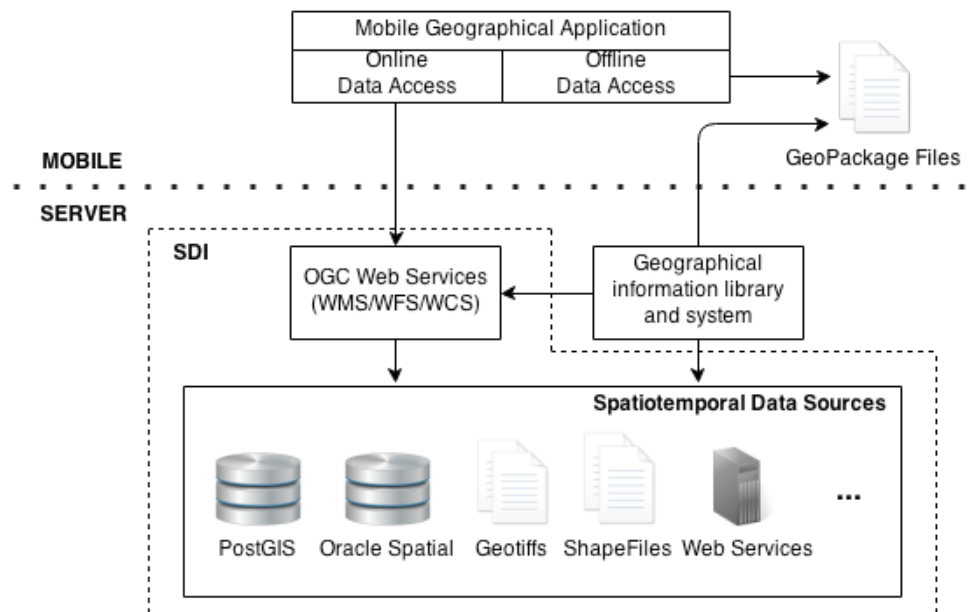 Mobile Geographical Application
Online
Data Access
Offline
Data Access
GeoPackage Files
MOBILE
SERVER
SDI
OGC Web Services
(WMS/WFS/WCS)
Geographical
information library
and system
Spatiotemporal Data Sources
PostGIS
Oracle Spatial
Geotiffs
ShapeFiles
Web Services
...